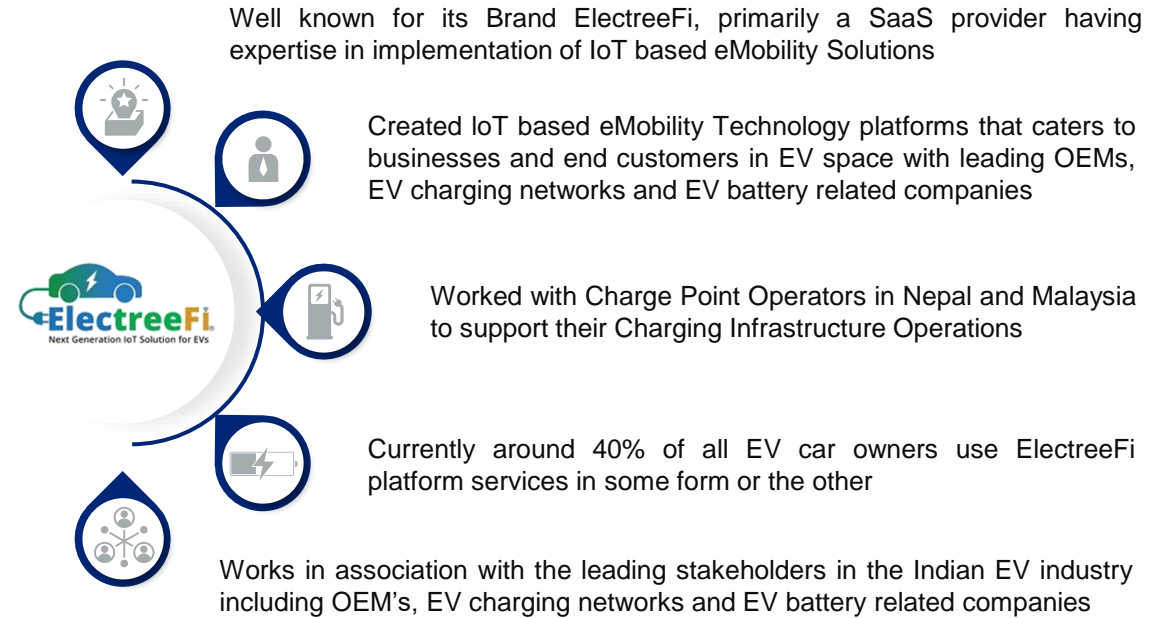 Well known for its Brand ElectreeFi, primarily a SaaS provider having
expertise in implementation of IoT based eMobility Solutions
Created IoT based eMobility Technology platforms that caters to
businesses and end customers in EV space with leading OEMs,
EV charging networks and EV battery related companies
ElectreeFi
Next Generation IoT Solution for EVs
Worked with Charge Point Operators in Nepal and Malaysia
to support their Charging Infrastructure Operations
Currently around 40% of all EV car owners use ElectreeFi
platform services in some form or the other
Works in association with the leading stakeholders in the Indian EV industry
including OEM’s, EV charging networks and EV battery related companies